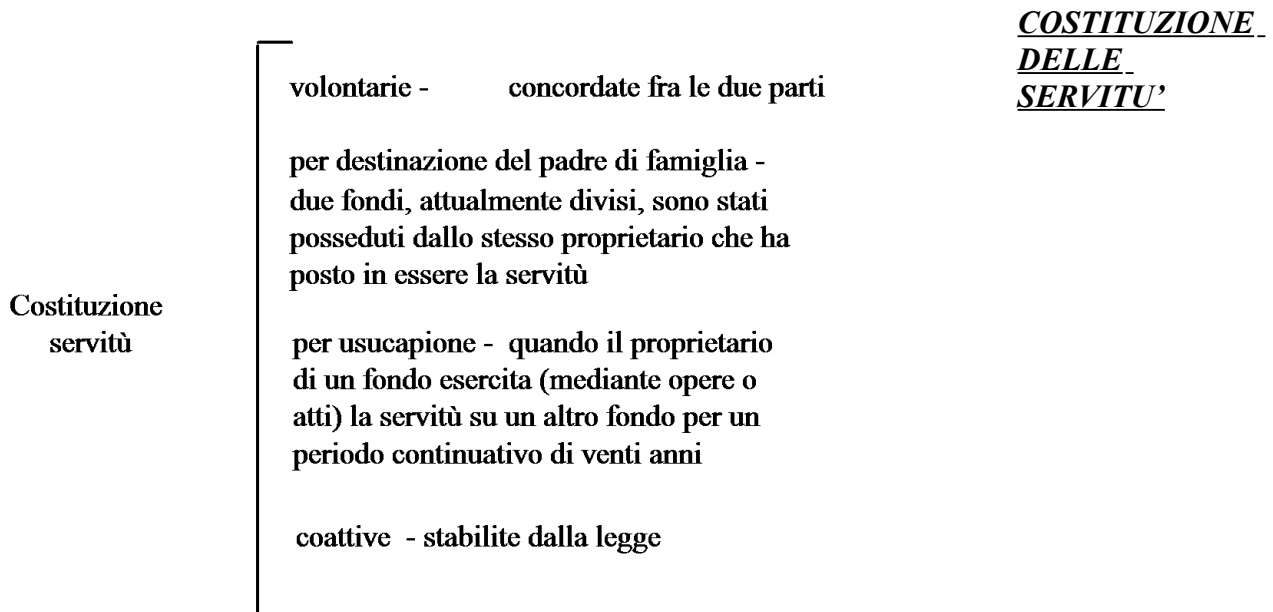 COSTITUZIONE
DELLE
SERVITU’
volontarie - concordate fra le due parti
per destinazione del padre di famiglia -
due fondi, attualmente divisi, sono stati
posseduti dallo stesso proprietario che ha
posto in essere la servitù
Costituzione
servitù
per usucapione - quando il proprietario
di un fondo esercita (mediante opere o
atti) la servitù su un altro fondo per un
periodo continuativo di venti anni
coattive - stabilite dalla legge